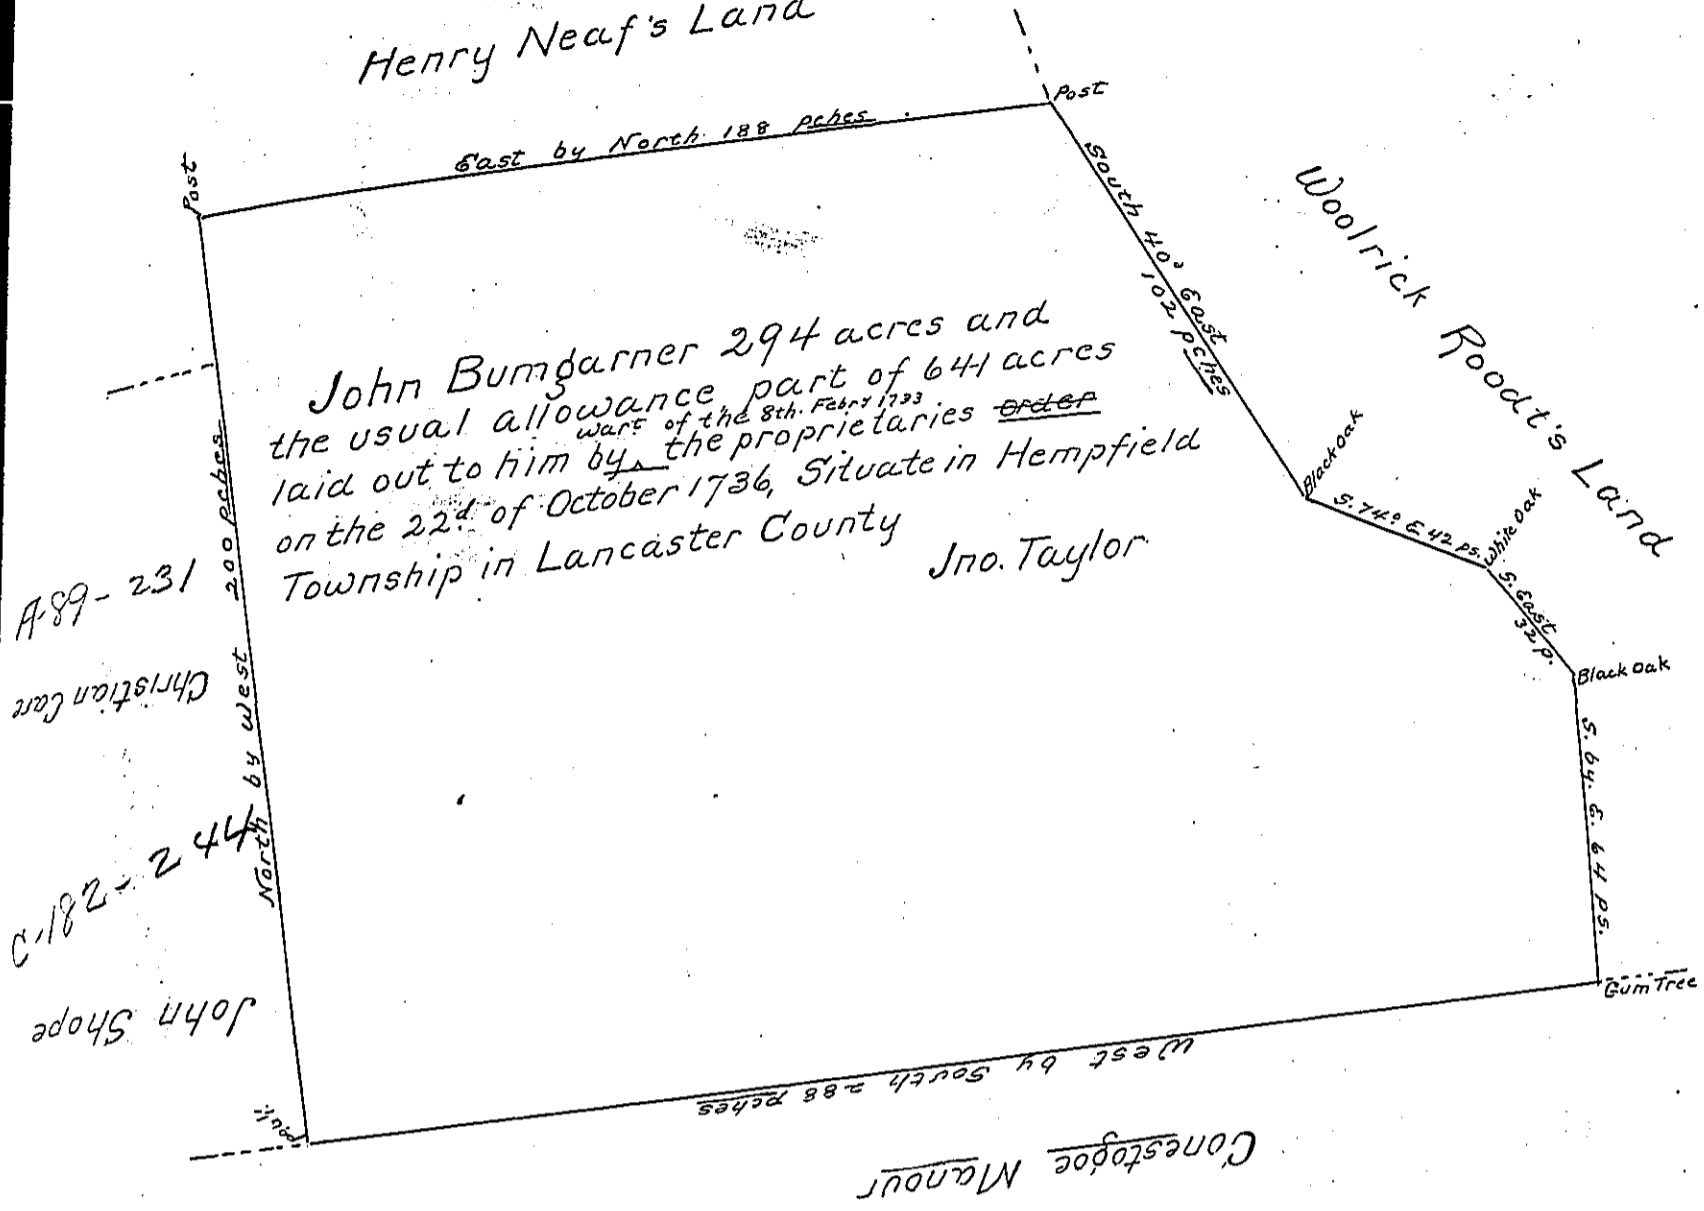 Henry Neaf's Land
Post
East by North 188 pches
Post
South 40° East
102 pches
Woolrick Roodt's Land
John Bumgarner 294 acres and
the usual allowance part of 641 acres
wart of the 8th. Febry 1733
laid out to him by the proprietaries order
on the 22d of October 1736, Situate in Hempfield
Township in Lancaster County
Jno. Taylor
Black Oak
S. 74° E. 42 ps.
White Oak
S. East
32 p.
Black Oak
S. by. E. 64 ps.
Gum Tree
West by South 288 pches
Conestogoe Manour
North by West 200 pches
A-89-231
Christian
244
John Shope